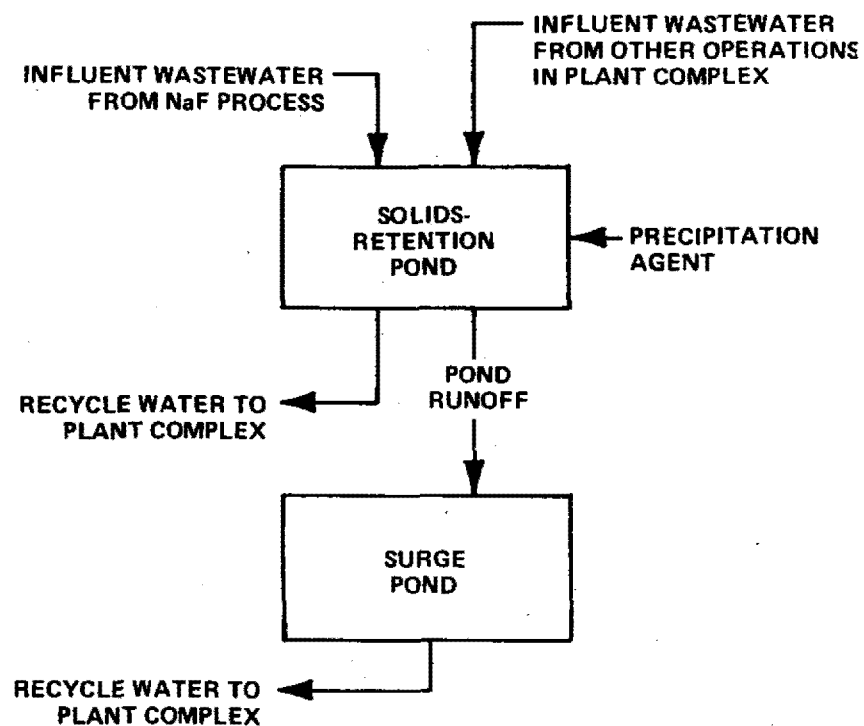 INFLUENT WASTEWATER
FROM OTHER OPERATIONS
IN PLANT COMPLEX
INFLUENT WASTEWATER
FROM NaF PROCESS
SOLIDS-
RETENTION
POND
PRECIPITATION
AGENT
POND
RUNOFF
RECYCLE WATER TO
PLANT COMPLEX
SURGE
POND
RECYCLE WATER TO
PLANT COMPLEX